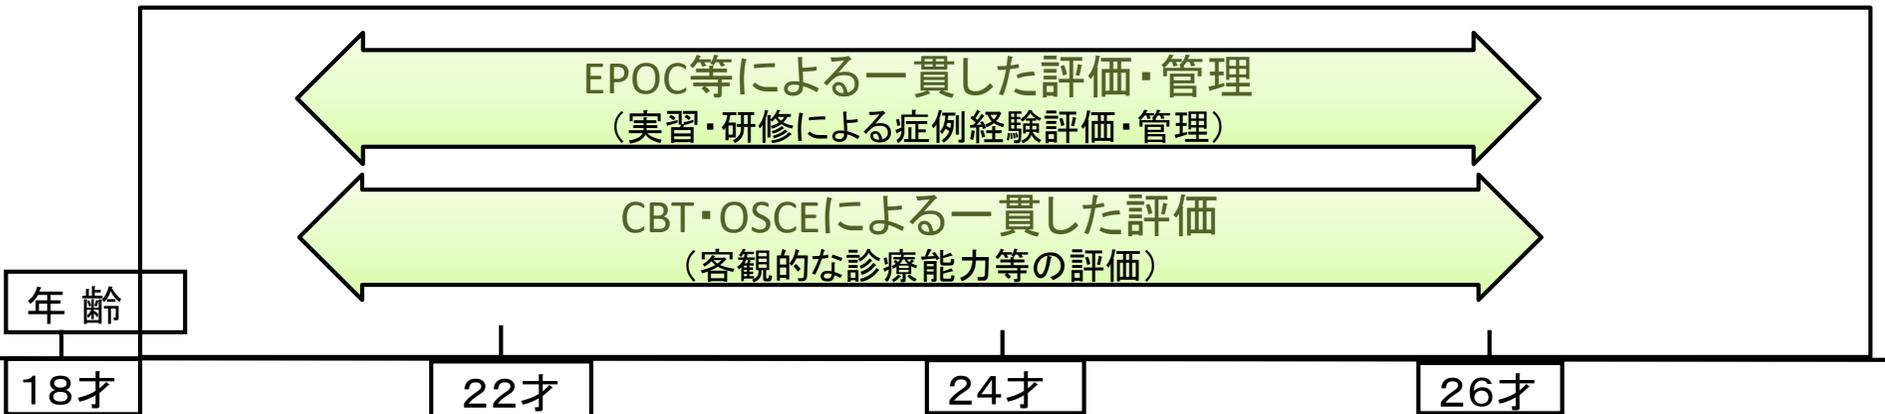 EPOC等による一貫した評価・管理
（実習・研修による症例経験評価・管理）
CBT・OSCEによる一貫した評価
（客観的な診療能力等の評価）
年 齢
18才
22才
24才
26才